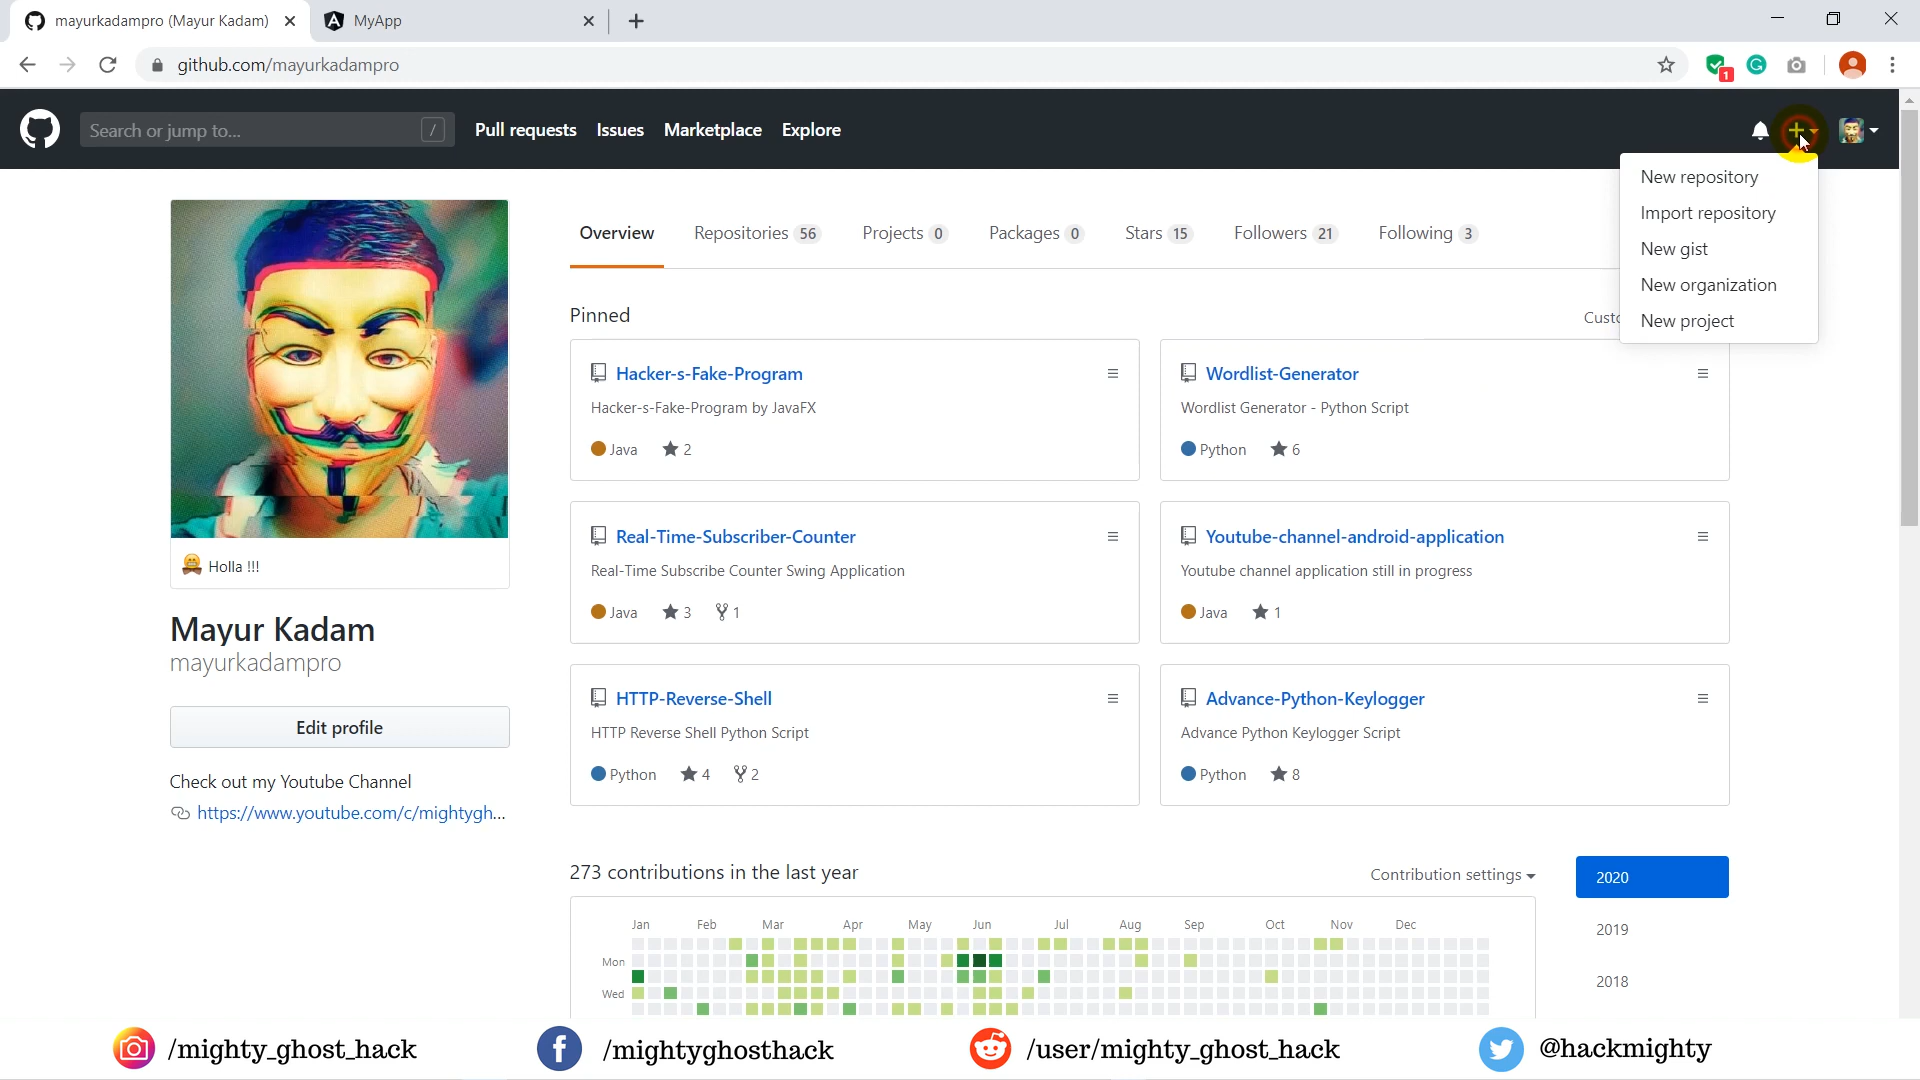 mayurkadampro (Mayur Kadam)
MyApp
github.com/mayurkadampro
1
Search or jump to...
/
Pull requests
Issues
Marketplace
Explore
New repository
Import repository
New gist
New organization
New project
Overview
Repositories 56
Projects 0
Packages 0
Stars 15
Followers 21
Following 3
Holla !!!
Mayur Kadam
mayurkadampro
Edit profile
Check out my Youtube Channel
https://www.youtube.com/c/mightygh...
Pinned
Custo
Hacker-s-Fake-Program
Hacker-s-Fake-Program by JavaFX
Java 2
Wordlist-Generator
Wordlist Generator - Python Script
Python 6
Real-Time-Subscriber-Counter
Real-Time Subscribe Counter Swing Application
Java 3 1
Youtube-channel-android-application
Youtube channel application still in progress
Java 1
HTTP-Reverse-Shell
HTTP Reverse Shell Python Script
Python 4 2
Advance-Python-Keylogger
Advance Python Keylogger Script
Python 8
273 contributions in the last year
Contribution settings
2020
2019
2018
Jan Feb Mar Apr May Jun Jul Aug Sep Oct Nov Dec
Mon
Wed
/mighty_ghost_hack
/mightyghosthack
/user/mighty_ghost_hack
@hackmighty